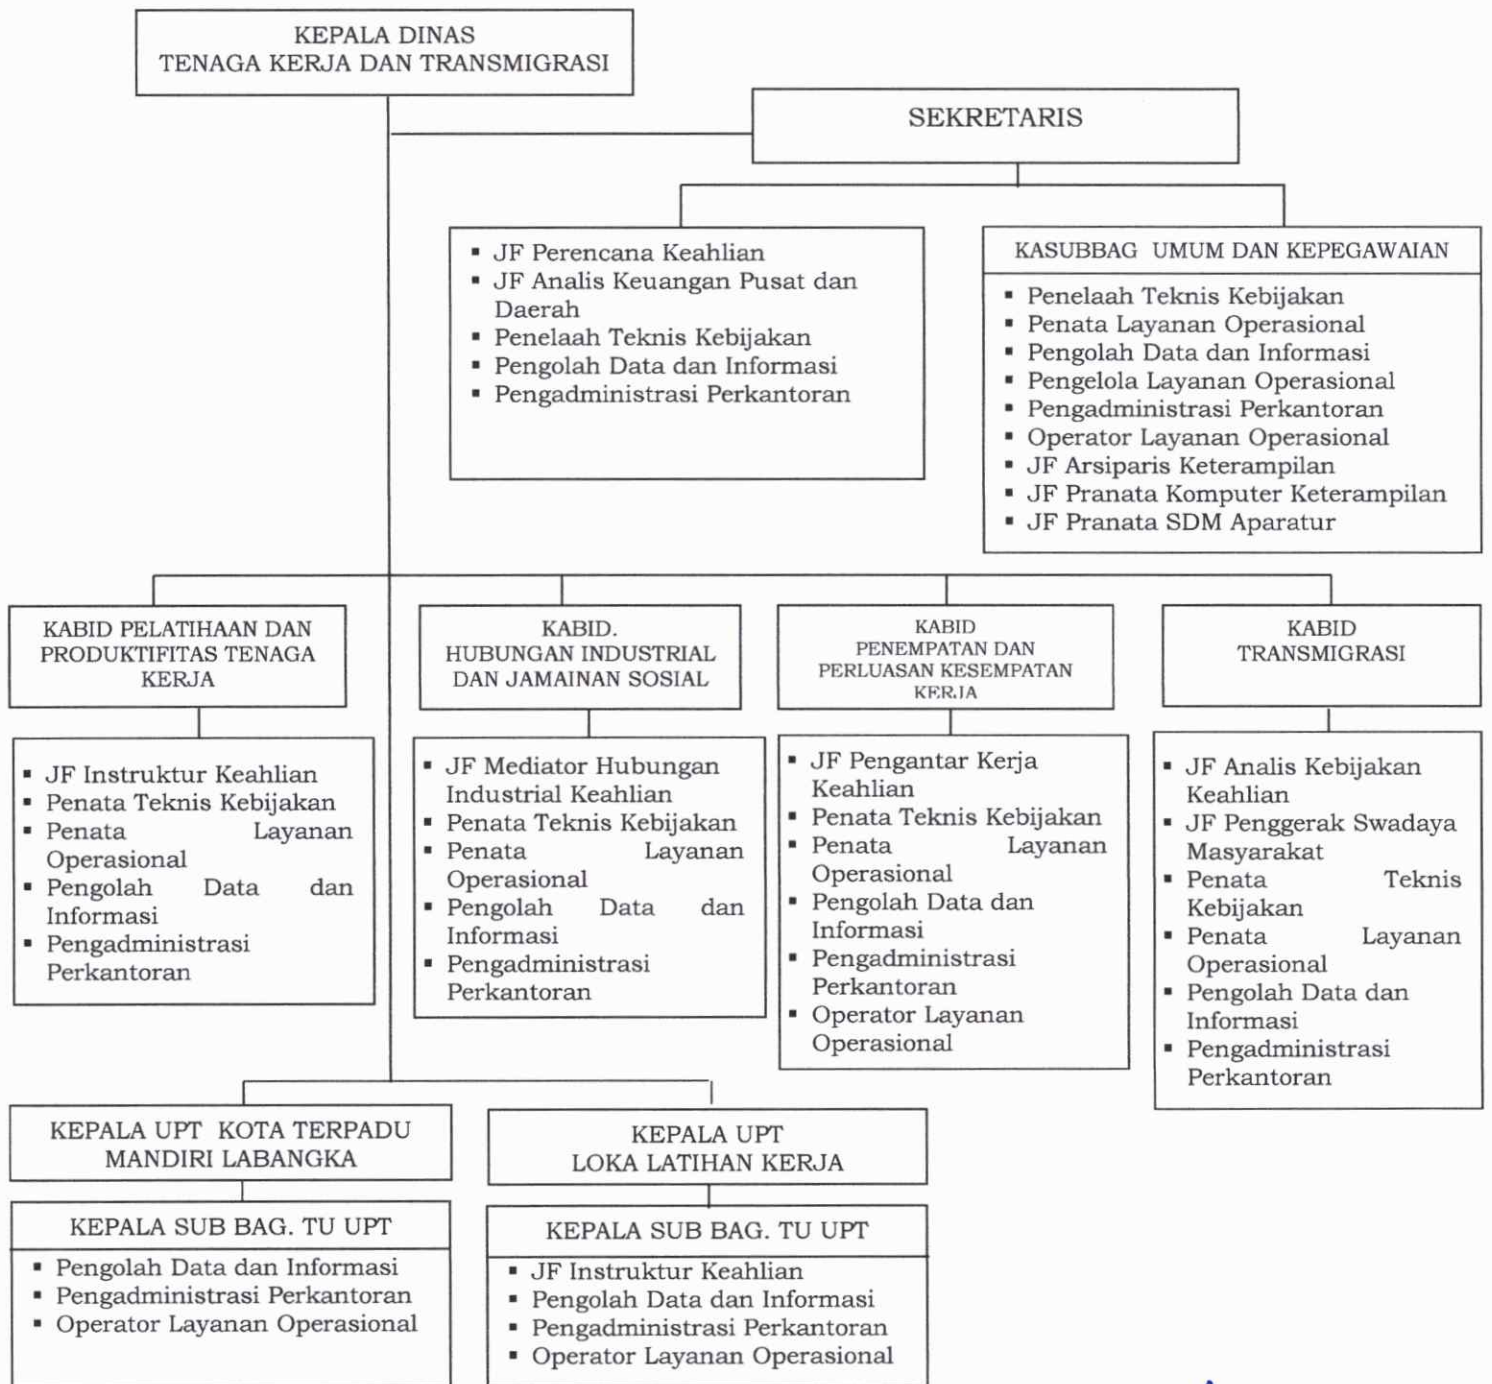 KEPALA DINAS
TENAGA KERJA DAN TRANSMIGRASI
SEKRETARIS
▪ JF Perencana Keahlian
▪ JF Analis Keuangan Pusat dan
Daerah
▪ Penelaah Teknis Kebijakan
▪ Pengolah Data dan Informasi
▪ Pengadministrasi Perkantoran
KASUBBAG UMUM DAN KEPEGAWAIAN
▪ Penelaah Teknis Kebijakan
▪ Penata Layanan Operasional
▪ Pengolah Data dan Informasi
▪ Pengelola Layanan Operasional
▪ Pengadministrasi Perkantoran
▪ Operator Layanan Operasional
▪ JF Arsiparis Keterampilan
▪ JF Pranata Komputer Keterampilan
▪ JF Pranata SDM Aparatur
KABID PELATIHAAN DAN
PRODUKTIFITAS TENAGA
KERJA
▪ JF Instruktur Keahlian
▪ Penata Teknis Kebijakan
▪ Penata Layanan
Operasional
▪ Pengolah Data dan
Informasi
▪ Pengadministrasi
Perkantoran
KABID.
HUBUNGAN INDUSTRIAL
DAN JAMAINAN SOSIAL
▪ JF Mediator Hubungan
Industrial Keahlian
▪ Penata Teknis Kebijakan
▪ Penata Layanan
Operasional
▪ Pengolah Data dan
Informasi
▪ Pengadministrasi
Perkantoran
KABID
PENEMPATAN DAN
PERLUASAN KESEMPATAN
KERJA
▪ JF Pengantar Kerja
Keahlian
▪ Penata Teknis Kebijakan
▪ Penata Layanan
Operasional
▪ Pengolah Data dan
Informasi
▪ Pengadministrasi
Perkantoran
▪ Operator Layanan
Operasional
KABID
TRANSMIGRASI
▪ JF Analis Kebijakan
Keahlian
▪ JF Penggerak Swadaya
Masyarakat
▪ Penata Teknis
Kebijakan
▪ Penata Layanan
Operasional
▪ Pengolah Data dan
Informasi
▪ Pengadministrasi
Perkantoran
KEPALA UPT KOTA TERPADU
MANDIRI LABANGKA
KEPALA SUB BAG. TU UPT
▪ Pengolah Data dan Informasi
▪ Pengadministrasi Perkantoran
▪ Operator Layanan Operasional
KEPALA UPT
LOKA LATIHAN KERJA
KEPALA SUB BAG. TU UPT
▪ JF Instruktur Keahlian
▪ Pengolah Data dan Informasi
▪ Pengadministrasi Perkantoran
▪ Operator Layanan Operasional